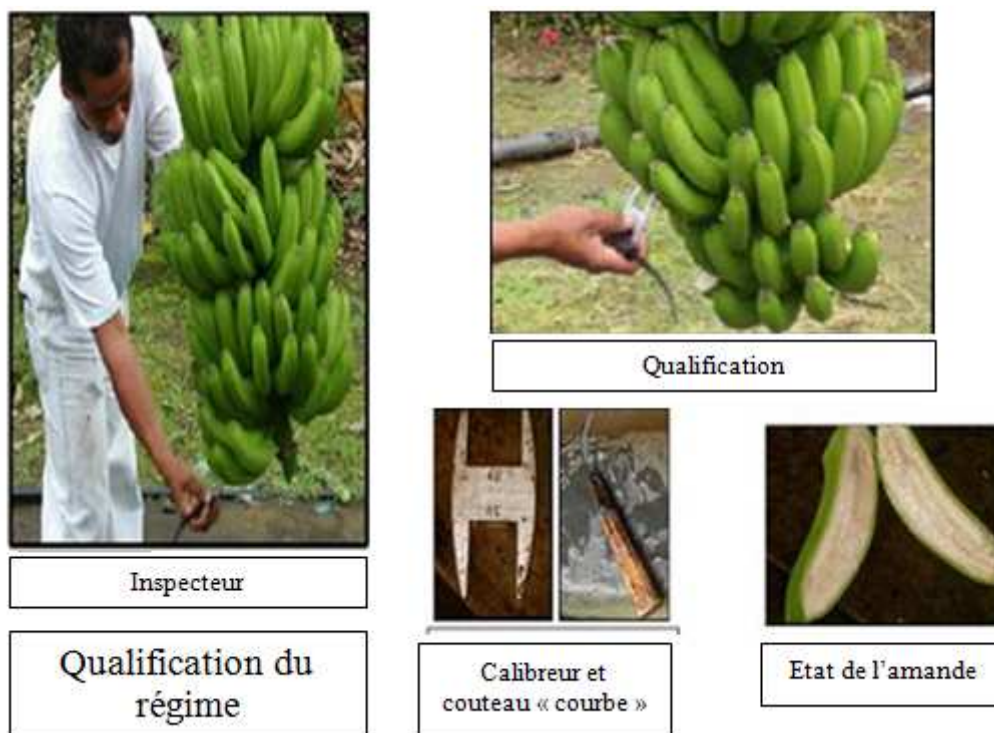 Inspecteur
Qualification
Qualification du
régime
Calibreur et
couteau « courbe »
Etat de l'amande